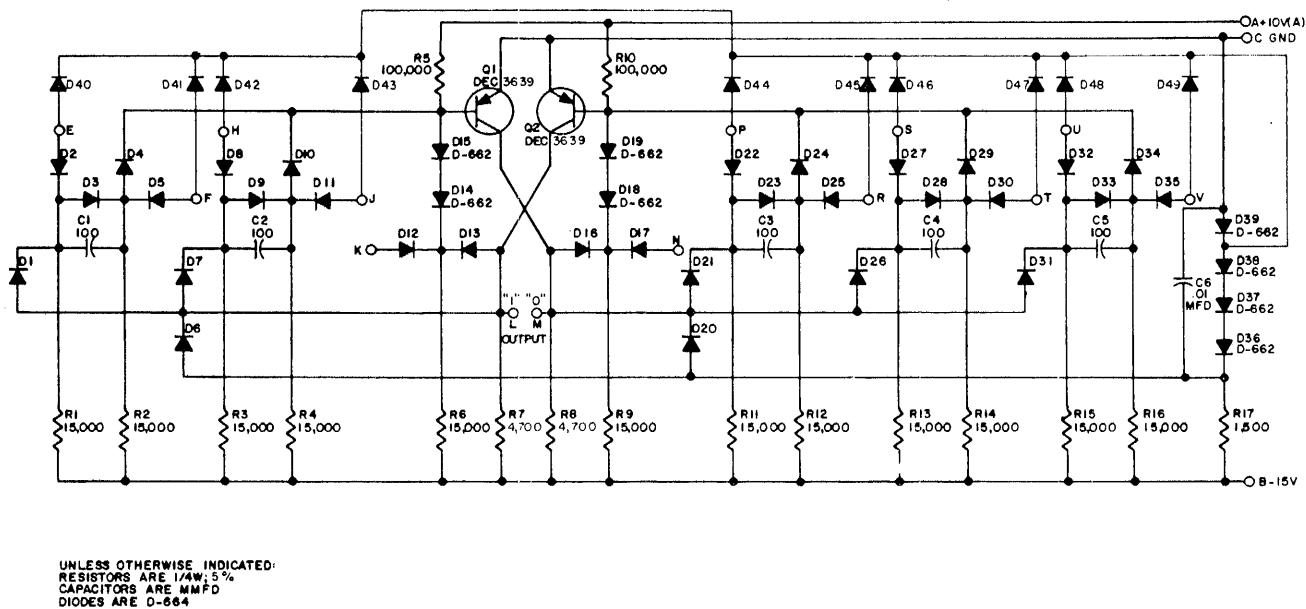 A+10V(A)
C GND
R5
100,000
Q1
DEC 3639
R10
100,000
D40
D41
D42
D43
D44
D45
D46
D47
D48
D49
E
H
Q2
DEC 3639
P
S
U
D2
D4
D8
D10
D15
D-662
D19
D-662
D22
D24
D27
D29
D32
D34
D3
D5
F
D9
D11
J
D14
D-662
D18
D-662
D23
D25
R
D28
D30
T
D33
D35
V
C1
100
C2
100
K
D12
D13
D16
D17
N
C3
100
C4
100
C5
100
D39
D-662
D1
D7
D21
D26
D31
C6
.01
MFD
D38
D-662
D37
D-662
D36
D-662
D6
"1" "0"
L M
OUTPUT
D20
R1
15,000
R2
15,000
R3
15,000
R4
15,000
R6
15,000
R7
4,700
R8
4,700
R9
15,000
R11
15,000
R12
15,000
R13
15,000
R14
15,000
R15
15,000
R16
15,000
R17
1,500
B-15V
UNLESS OTHERWISE INDICATED:
RESISTORS ARE 1/4W; 5%
CAPACITORS ARE MMFD
DIODES ARE D-664